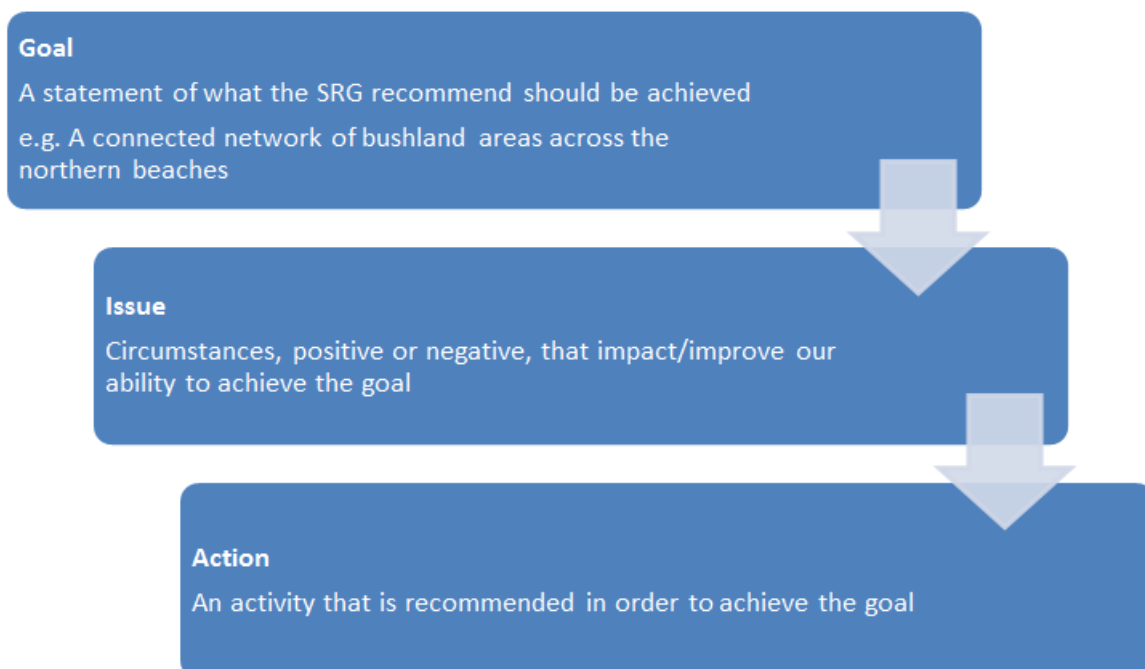 Goal
A statement of what the SRG recommend should be achieved
e.g. A connected network of bushland areas across the
northern beaches
Issue
Circumstances, positive or negative, that impact/improve our
ability to achieve the goal
Action
An activity that is recommended in order to achieve the goal